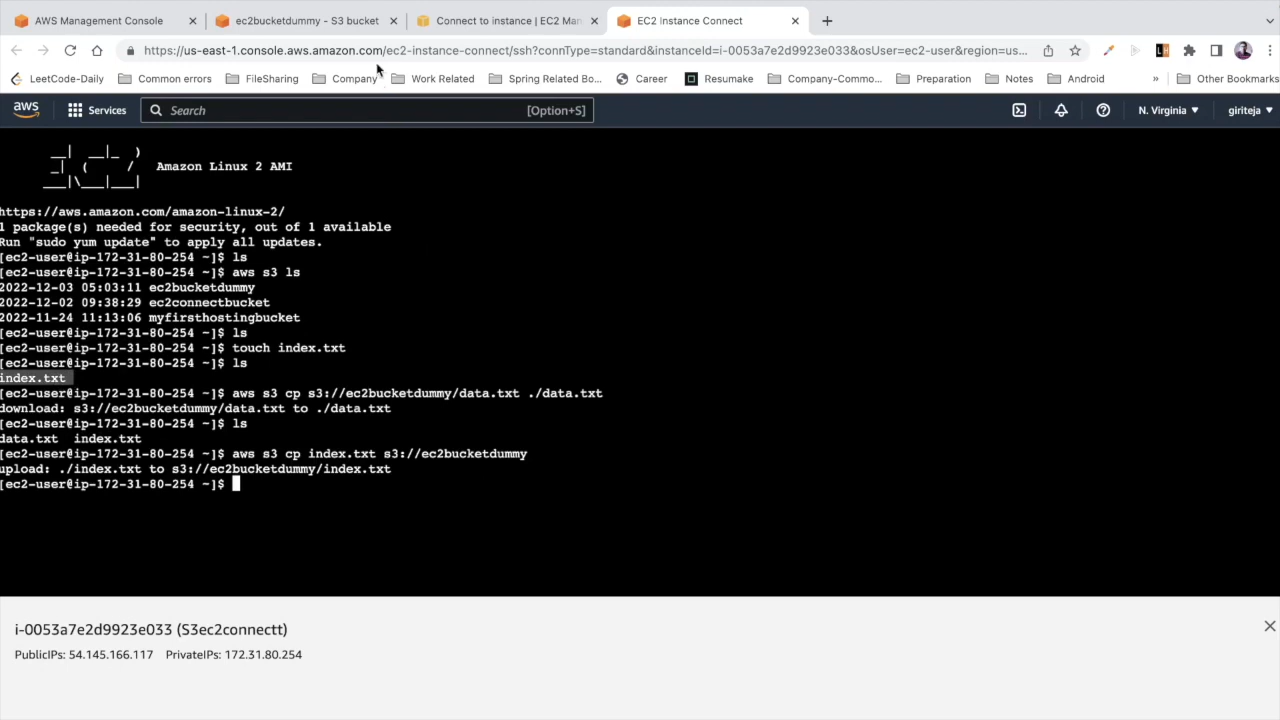 AWS Management Console
ec2bucketdummy - S3 bucket
Connect to instance | EC2 Man
EC2 Instance Connect
https://us-east-1.console.aws.amazon.com/ec2-instance-connect/ssh?connType=standard&instanceId=i-0053a7e2d9923e033&osUser=ec2-user&region=us...
LeetCode-Daily
Common errors
FileSharing
Company
Work Related
Spring Related Bo...
Career
Resumake
Company-Commo...
Preparation
Notes
Android
»
Other Bookmarks
aws
Services
Search
[Option+S]
N. Virginia
giriteja
Amazon Linux 2 AMI
https://aws.amazon.com/amazon-linux-2/
1 package(s) needed for security, out of 1 available
Run "sudo yum update" to apply all updates.
[ec2-user@ip-172-31-80-254 ~]$ ls
[ec2-user@ip-172-31-80-254 ~]$ aws s3 ls
2022-12-03 05:03:11 ec2bucketdummy
2022-12-02 09:38:29 ec2connectbucket
2022-11-24 11:13:06 myfirsthostingbucket
[ec2-user@ip-172-31-80-254 ~]$ ls
[ec2-user@ip-172-31-80-254 ~]$ touch index.txt
[ec2-user@ip-172-31-80-254 ~]$ ls
index.txt
[ec2-user@ip-172-31-80-254 ~]$ aws s3 cp s3://ec2bucketdummy/data.txt ./data.txt
download: s3://ec2bucketdummy/data.txt to ./data.txt
[ec2-user@ip-172-31-80-254 ~]$ ls
data.txt  index.txt
[ec2-user@ip-172-31-80-254 ~]$ aws s3 cp index.txt s3://ec2bucketdummy
upload: ./index.txt to s3://ec2bucketdummy/index.txt
[ec2-user@ip-172-31-80-254 ~]$
i-0053a7e2d9923e033 (S3ec2connectt)
PublicIPs: 54.145.166.117 PrivateIPs: 172.31.80.254